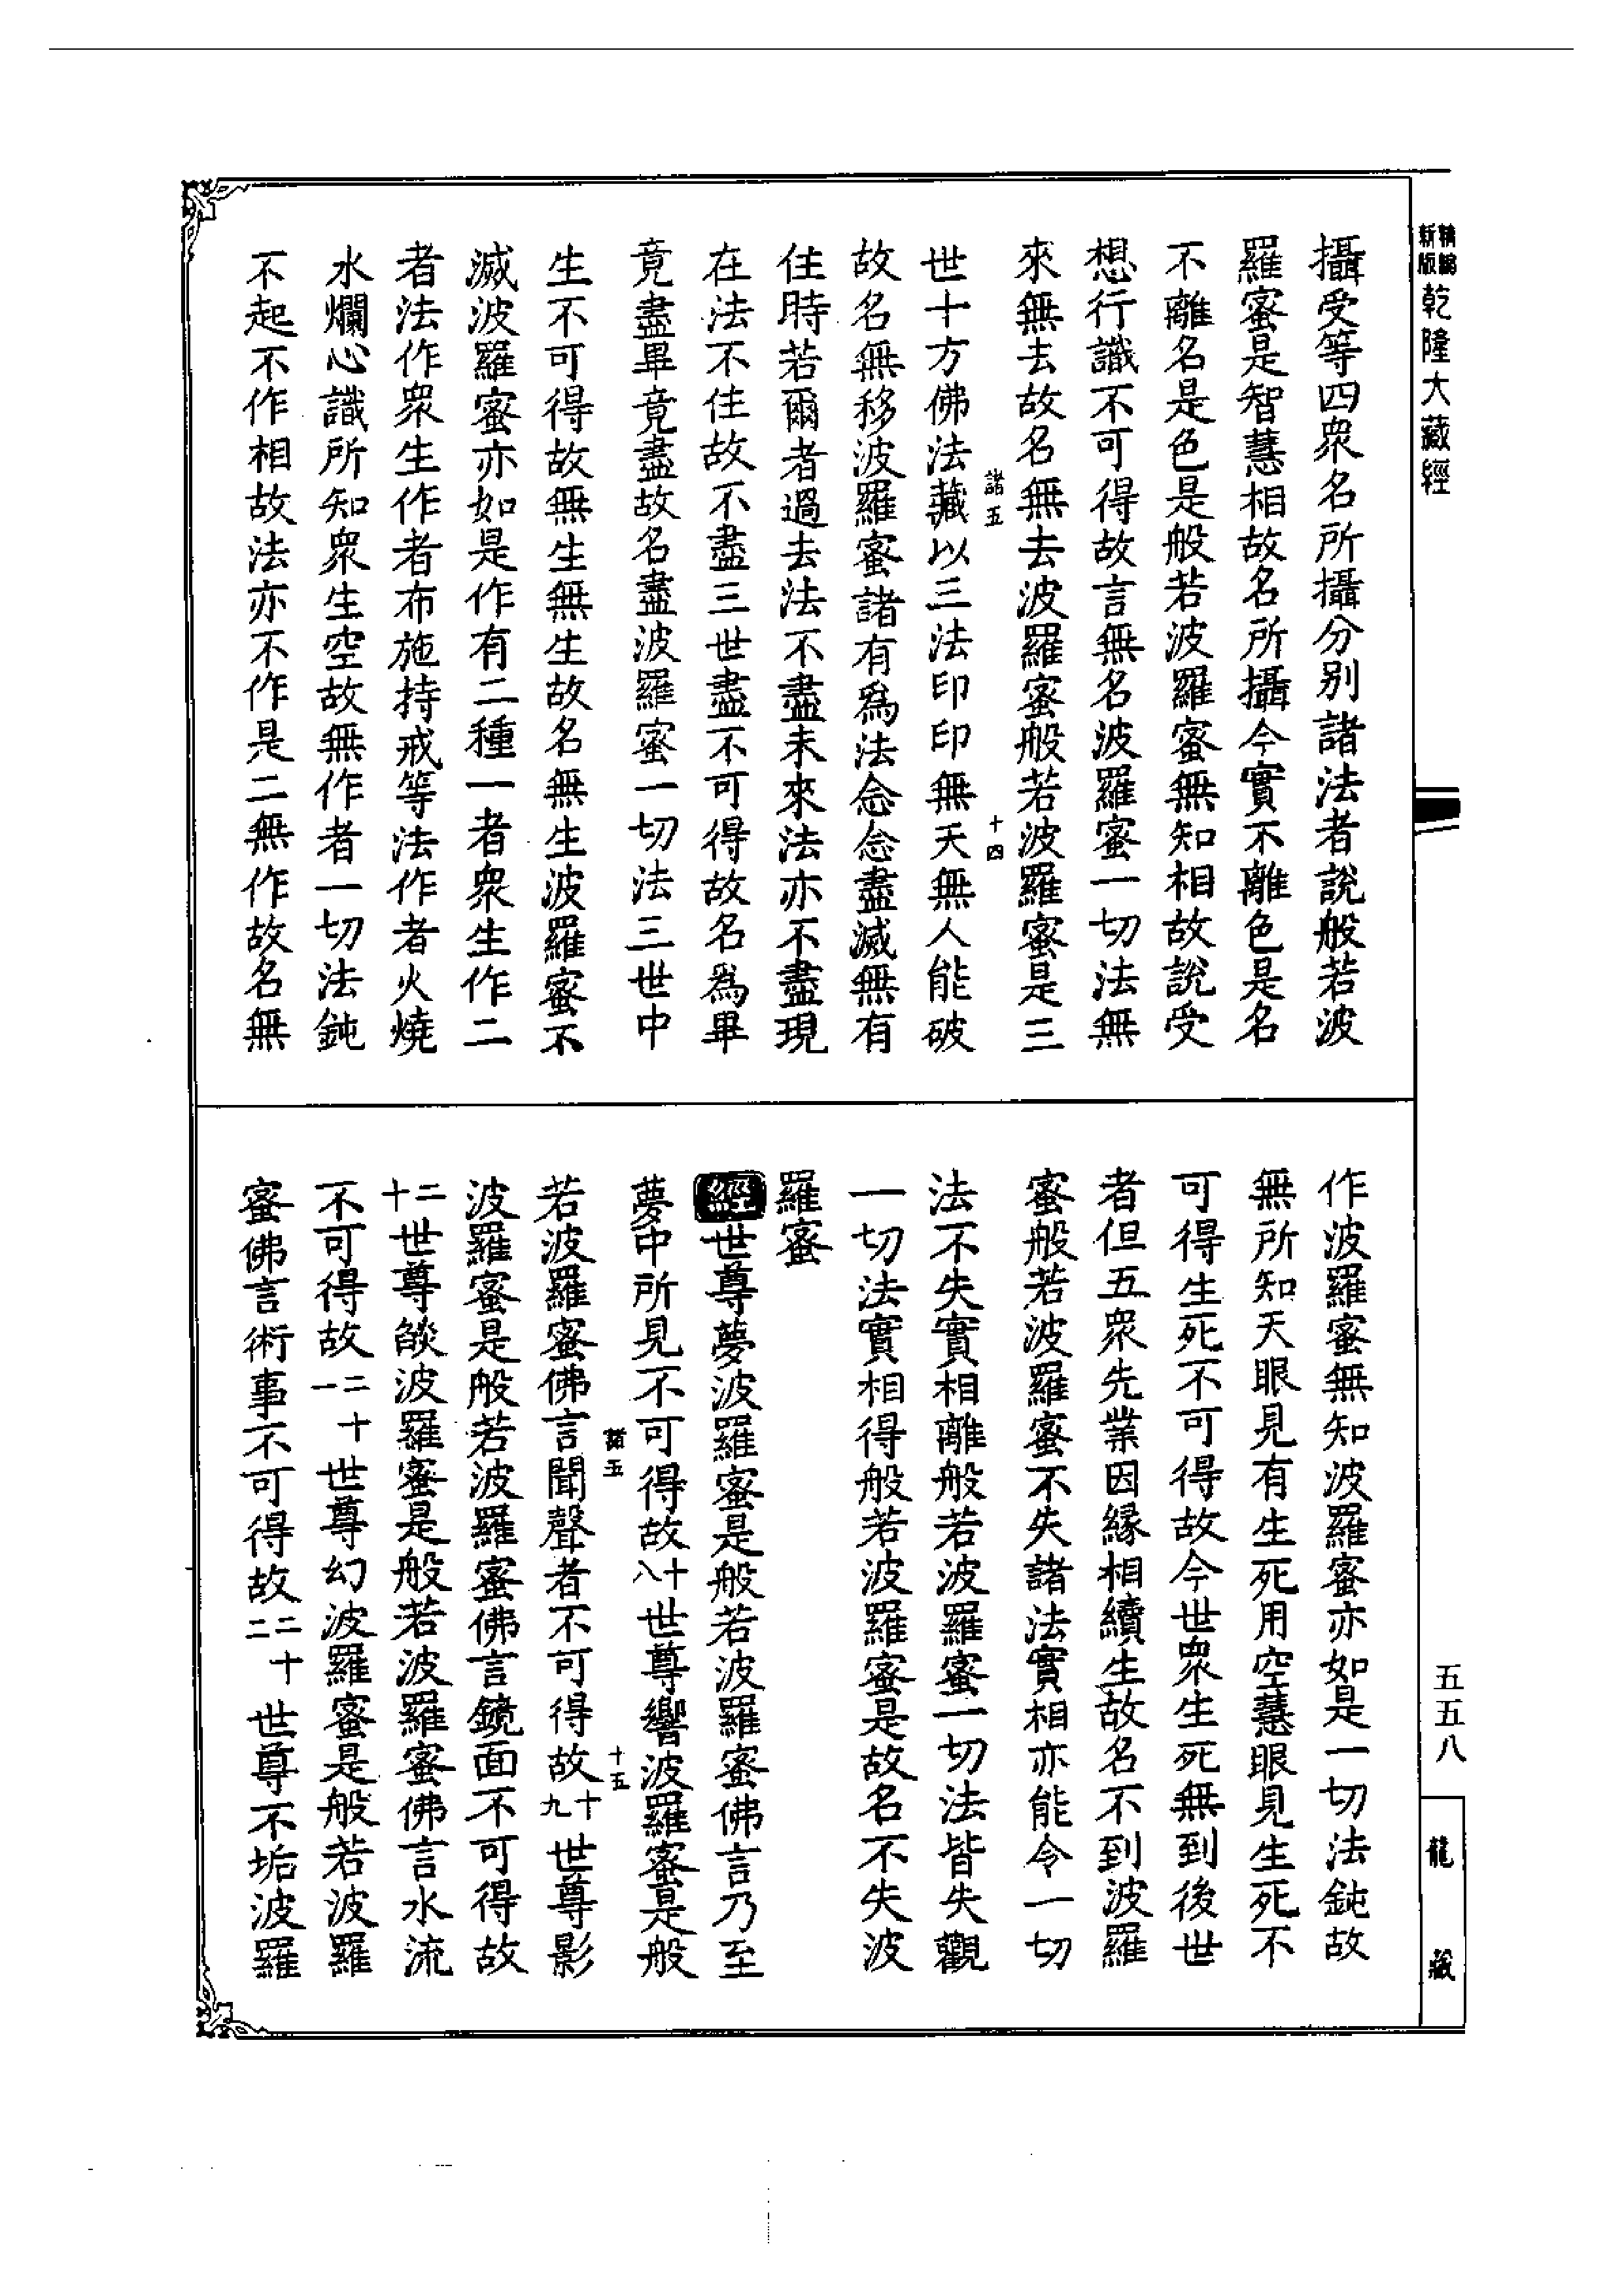 精編
新版
乾隆大藏經
攝受等四眾名所攝分別諸法者說般若波
羅蜜是智慧相故名所攝今實不離色是名
不離名是色是般若波羅蜜無知相故說受
想行識不可得故言無名波羅蜜一切法無
來無去故名無去波羅蜜般若波羅蜜是三
諸五
十四
世十方佛法藏以三法印印無天無人能破
故名無移波羅蜜諸有為法念念盡滅無有
住時若爾者過去法不盡未來法亦不盡現
在法不住故不盡三世盡不可得故名為畢
竟盡畢竟盡故名盡波羅蜜一切法三世中
生不可得故無生無生故名無生波羅蜜不
滅波羅蜜亦如是作有二種一者眾生作二
者法作眾生作者布施持戒等法作者火燒
水爛心識所知眾生空故無作者一切法鈍
不起不作相故法亦不作是二無作故名無
作波羅蜜無知波羅蜜亦如是一切法鈍故
無所知天眼見有生死用空慧眼見生死不
可得生死不可得故今世眾生死無到後世
者但五眾先業因緣相續生故名不到波羅
蜜般若波羅蜜不失諸法實相亦能令一切
法不失實相離般若波羅蜜一切法皆失觀
一切法實相得般若波羅蜜是故名不失波
羅蜜
經世尊夢波羅蜜是般若波羅蜜佛言乃至
夢中所見不可得故十八世尊響波羅蜜是般
諸五
十五
若波羅蜜佛言聞聲者不可得故十九世尊影
波羅蜜是般若波羅蜜佛言鏡面不可得故
二十世尊燄波羅蜜是般若波羅蜜佛言水流
不可得故二十一世尊幻波羅蜜是般若波羅
蜜佛言術事不可得故二十二世尊不垢波羅
五五八
龍藏